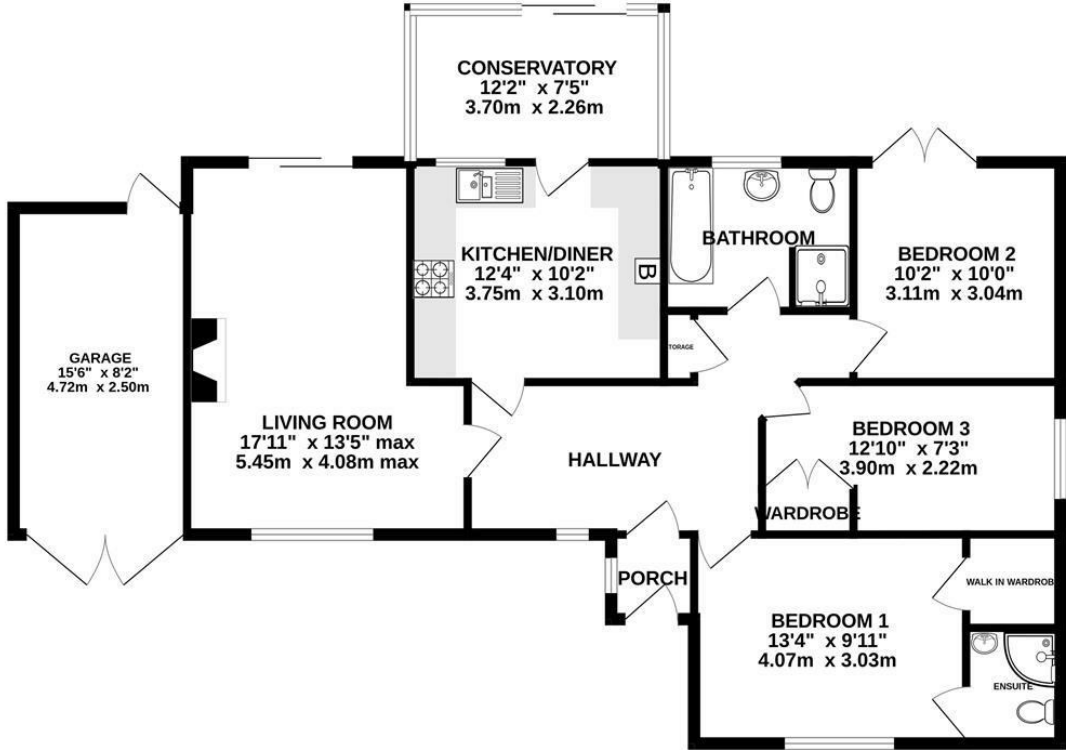 CONSERVATORY
12'2" x 7'5"
3.70m x 2.26m
KITCHEN/DINER
12'4" x 10'2"
3.75m x 3.10m
B
BATHROOM
BEDROOM 2
10'2" x 10'0"
3.11m x 3.04m
TORAGE
GARAGE
15'6" x 8'2"
4.72m x 2.50m
LIVING ROOM
17'11" x 13'5" max
5.45m x 4.08m max
HALLWAY
BEDROOM 3
12'10" x 7'3"
3.90m x 2.22m
WARDROBE
PORCH
WALK IN WARDROB
BEDROOM 1
13'4" x 9'11"
4.07m x 3.03m
ENSUITE